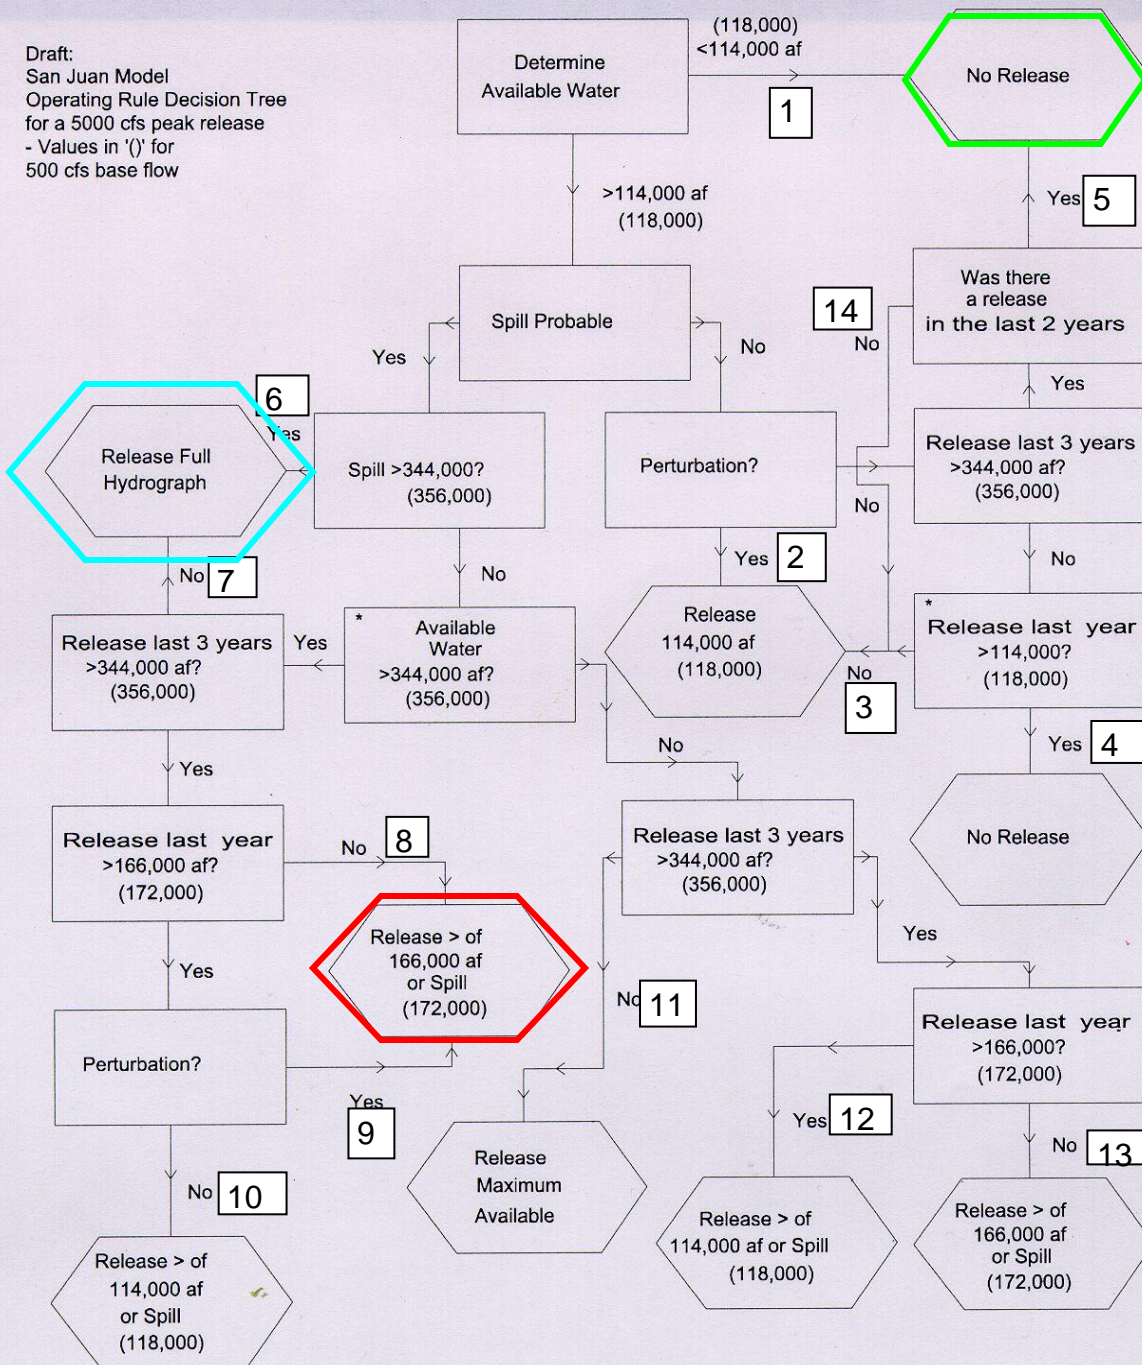 Draft:
San Juan Model
Operating Rule Decision Tree
for a 5000 cfs peak release
- Values in '()' for
500 cfs base flow
Determine
Available Water
(118,000)
<114,000 af
1
No Release
>114,000 af
(118,000)
Yes
5
Spill Probable
Yes
No
14
No
Was there
a release
in the last 2 years
Yes
6
Yes
Release Full
Hydrograph
Spill >344,000?
(356,000)
Perturbation?
No
Release last 3 years
>344,000 af?
(356,000)
No
7
No
Yes
2
No
Release last 3 years
>344,000 af?
(356,000)
Yes
*
Available
Water
>344,000 af?
(356,000)
Release
114,000 af
(118,000)
No
3
*
Release last year
>114,000?
(118,000)
Yes
4
No
Yes
Release last year
>166,000 af?
(172,000)
No
8
Release last 3 years
>344,000 af?
(356,000)
No Release
Yes
Release > of
166,000 af
or Spill
(172,000)
No
11
Yes
Release last year
>166,000?
(172,000)
Perturbation?
Yes
9
Yes
12
No
13
No
10
Release
Maximum
Available
Release > of
114,000 af or Spill
(118,000)
Release > of
166,000 af
or Spill
(172,000)
Release > of
114,000 af
or Spill
(118,000)